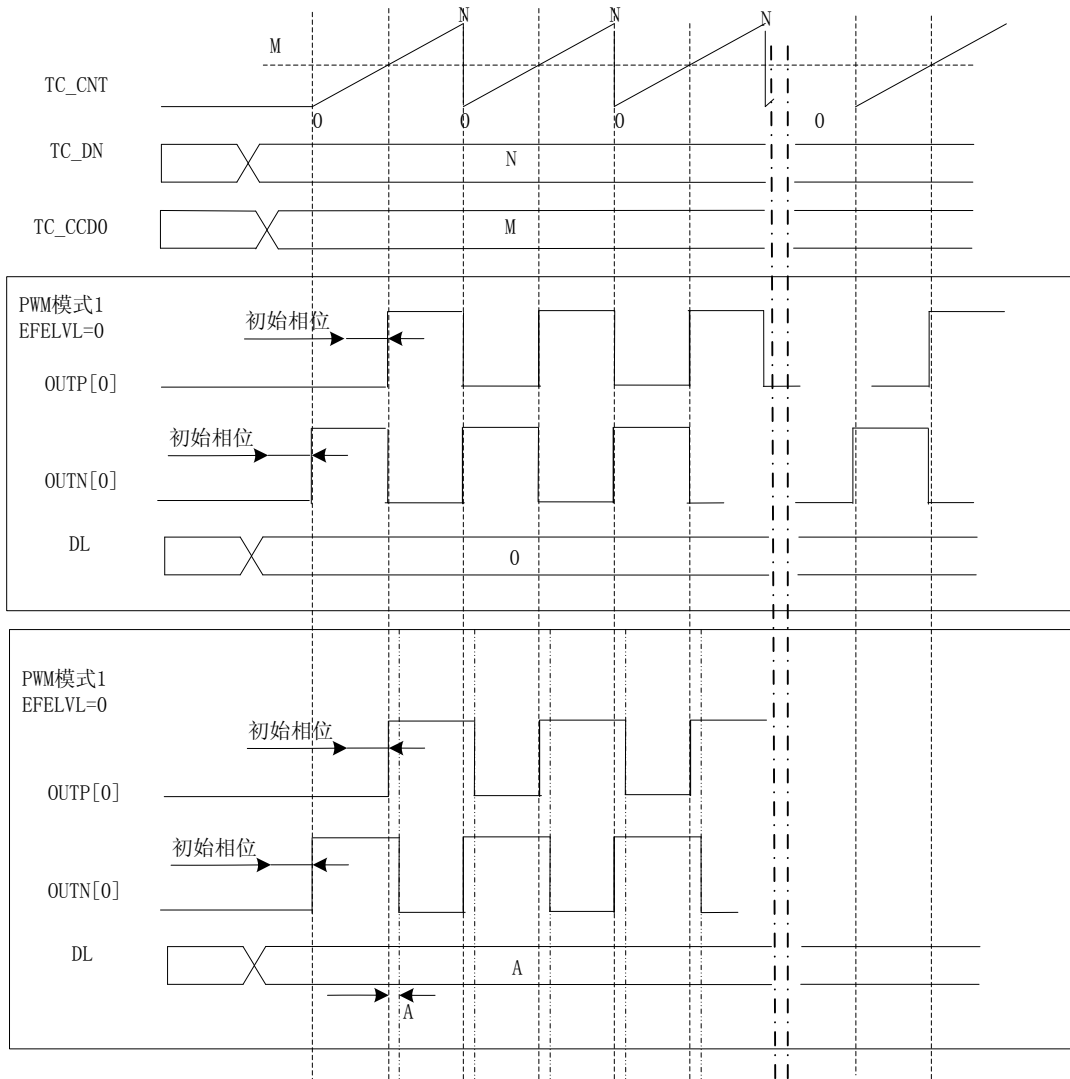 N N N
M
TC_CNT
0 0 0 0
TC_DN
N
TC_CCD0
M
PWM模式1
EFELVL=0
初始相位
OUTP[0]
初始相位
OUTN[0]
DL
0
PWM模式1
EFELVL=0
初始相位
OUTP[0]
初始相位
OUTN[0]
DL
A
A